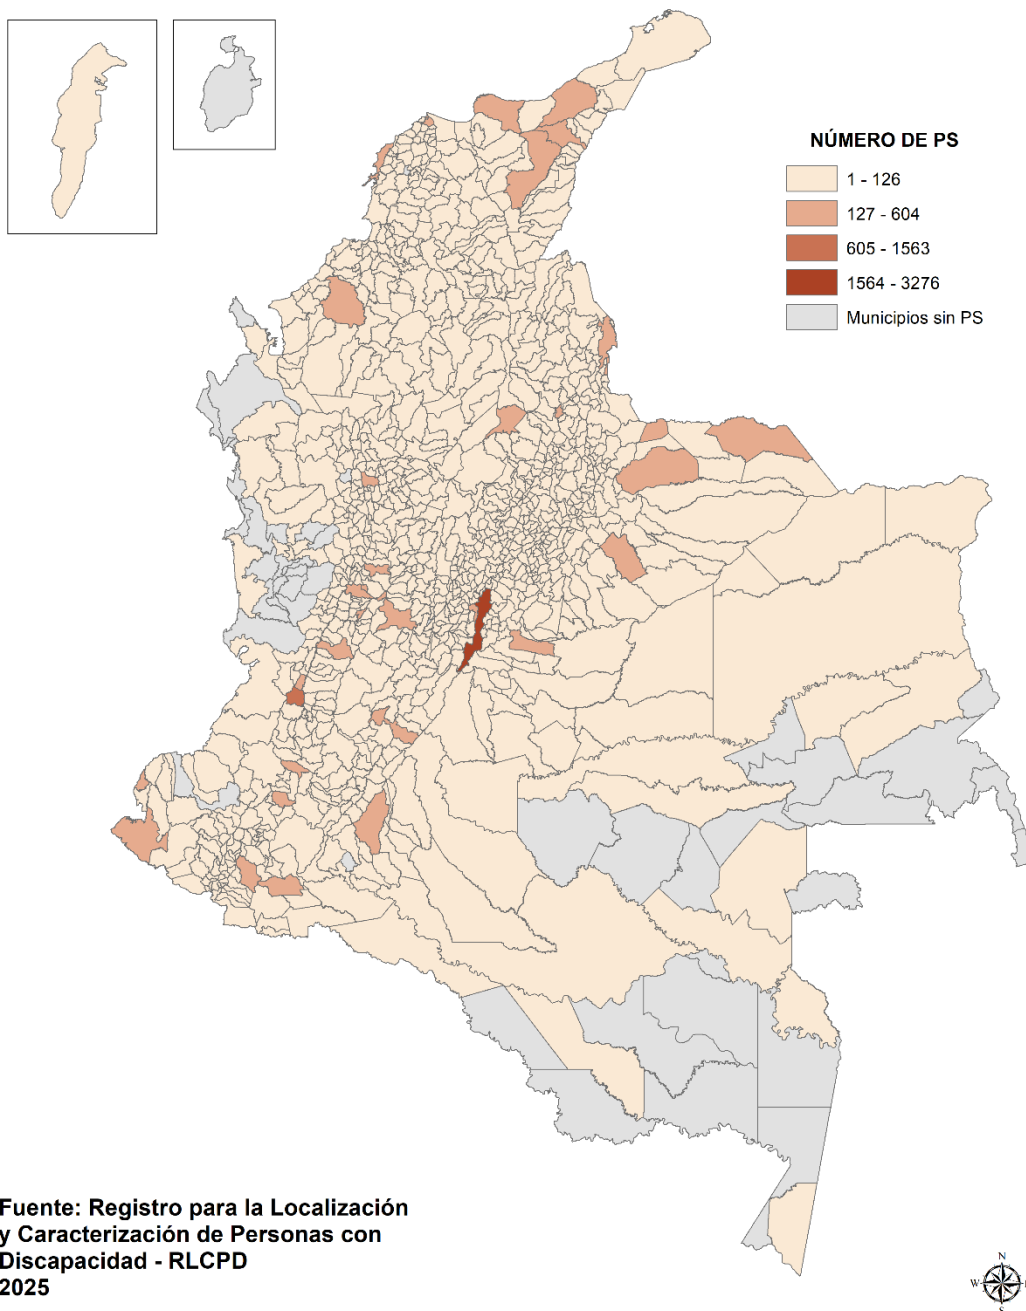 NÚMERO DE PS
1 - 126
127 - 604
605 - 1563
1564 - 3276
Municipios sin PS
Fuente: Registro para la Localización
y Caracterización de Personas con
Discapacidad - RLCPD
2025
N
W
E
S